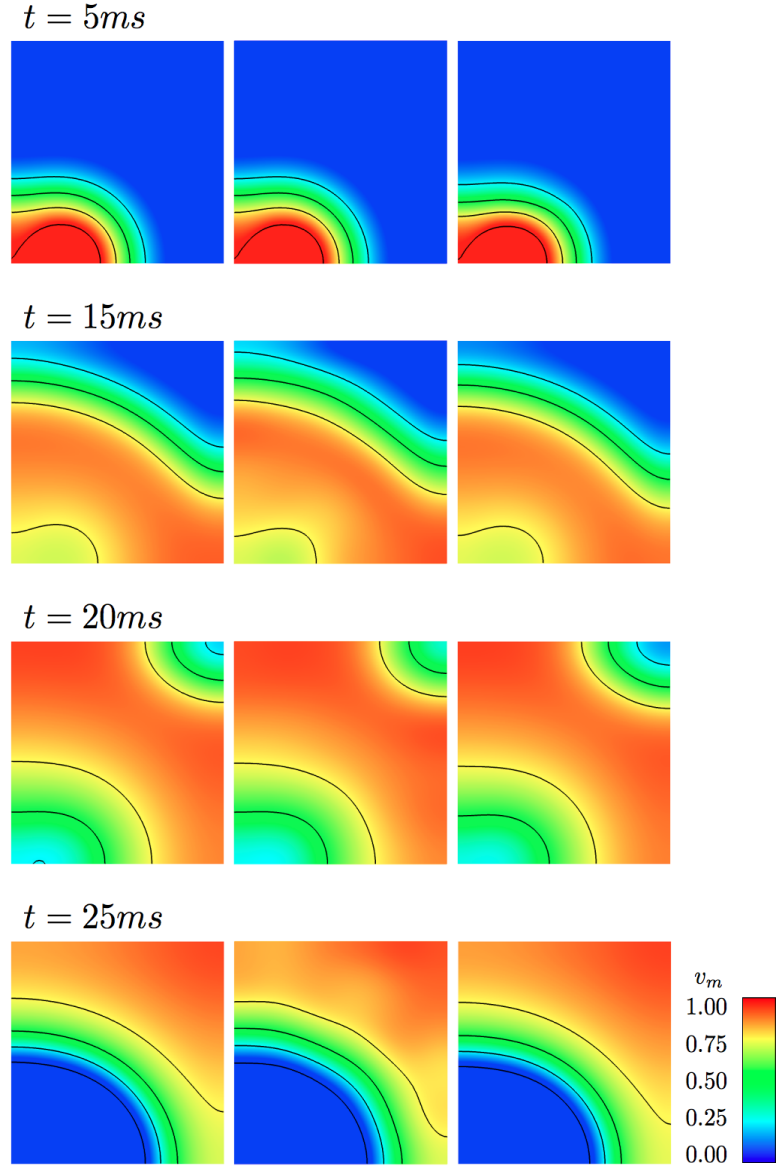 t = 5ms
t = 15ms
t = 20ms
t = 25ms
v_m
1.00
0.75
0.50
0.25
0.00